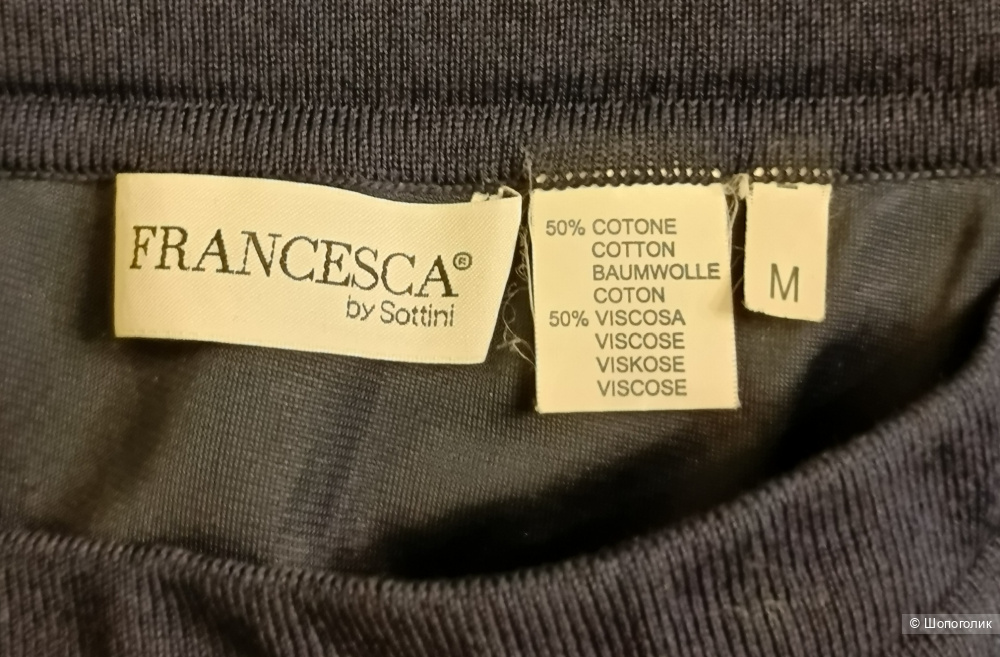 FRANCESCA®
by Sottini
50% COTONE
COTTON
BAUMWOLLE
COTON
50% VISCOSA
VISCOSE
VISKOSE
VISCOSE
M
© Шопоголик